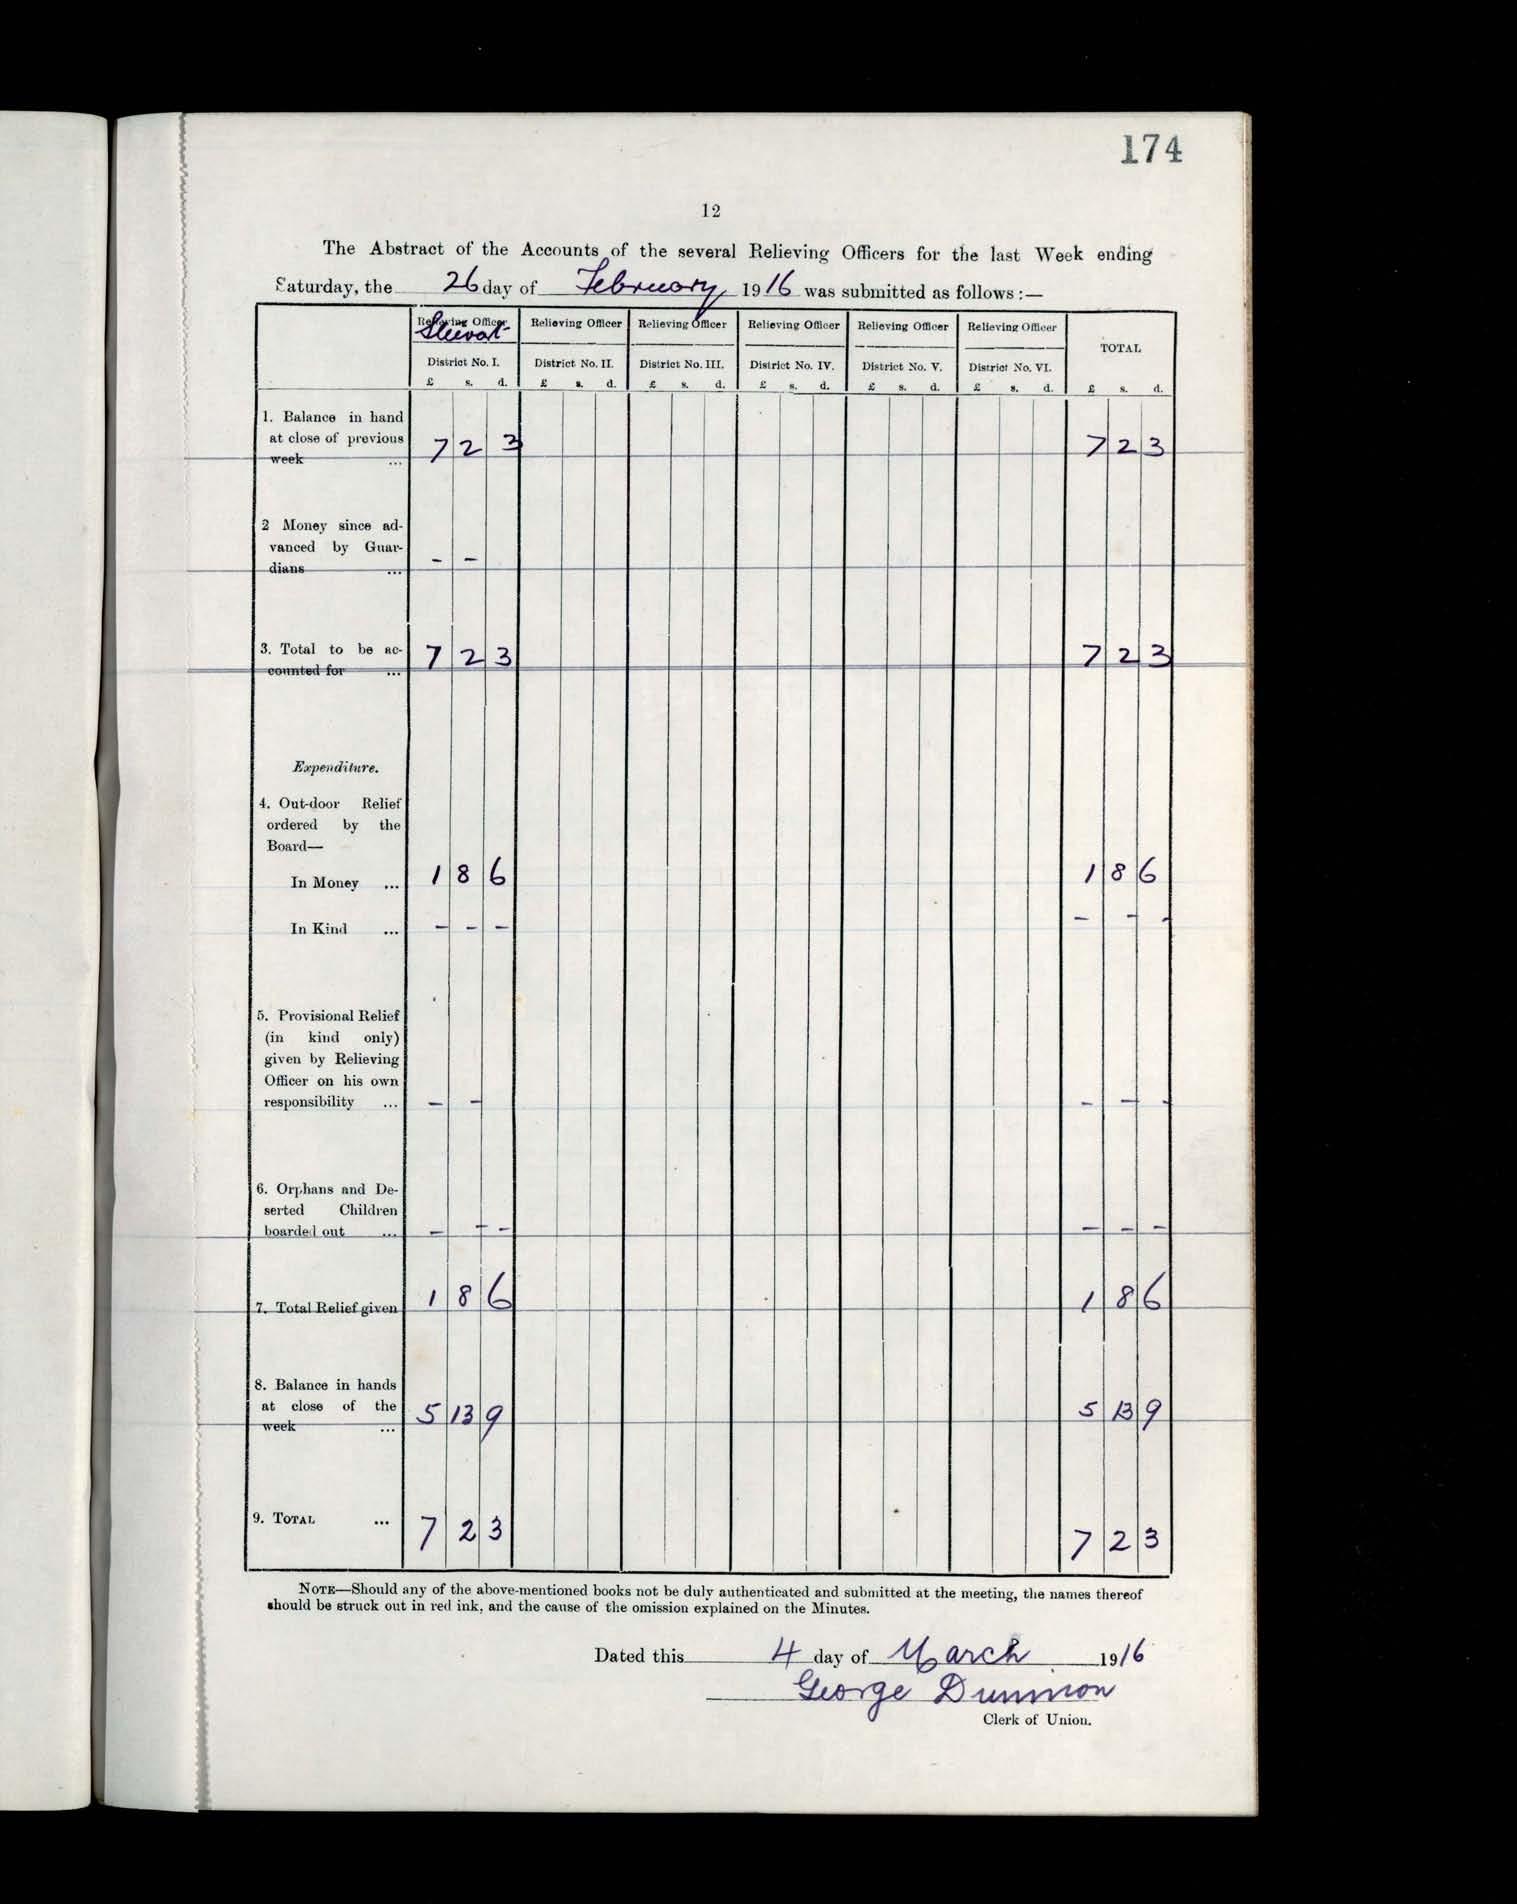 174
12
The Abstract of the Accounts of the several Relieving Officers for the last Week ending
Saturday, the 26 day of February 1916 was submitted as follows :—
Relieving Officer Relieving Officer Relieving Officer Relieving Officer Relieving Officer Relieving Officer
Stewart
TOTAL
District No. I. District No. II. District No. III. District No. IV. District No. V. District No. VI.
£ s. d. £ s. d. £ s. d. £ s. d. £ s. d. £ s. d. £ s. d.
1. Balance in hand
at close of previous
week ... 7 2 3 7 2 3
2 Money since ad-
vanced by Guar-
dians ... - -
3. Total to be ac-
counted for ... 7 2 3 7 2 3
Expenditure.
4. Out-door Relief
ordered by the
Board—
In Money ... 1 8 6 1 8 6
In Kind ... - - - - - -
5. Provisional Relief
(in kind only)
given by Relieving
Officer on his own
responsibility ... - - - - -
6. Orphans and De-
serted Children
boarded out ... - - - - - -
7. Total Relief given 1 8 6 1 8 6
8. Balance in hands
at close of the
week ... 5 13 9 5 13 9
9. TOTAL ... 7 2 3 7 2 3
NOTE—Should any of the above-mentioned books not be duly authenticated and submitted at the meeting, the names thereof
should be struck out in red ink, and the cause of the omission explained on the Minutes.
Dated this 4 day of March 1916
George Dunnion
Clerk of Union.